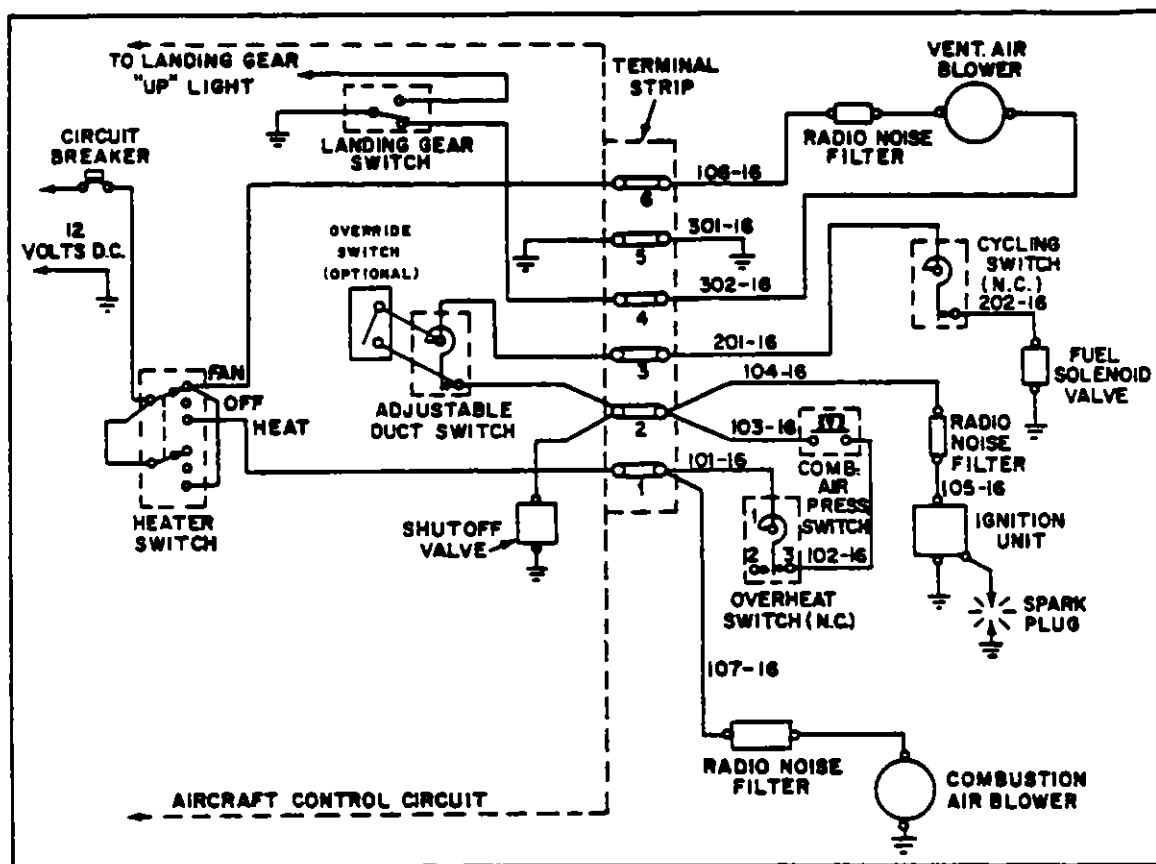 TO LANDING GEAR
"UP" LIGHT
TERMINAL
STRIP
VENT. AIR
BLOWER
CIRCUIT
BREAKER
LANDING GEAR
SWITCH
RADIO NOISE
FILTER
106-16
6
12
VOLTS D.C.
OVERRIDE
SWITCH
(OPTIONAL)
301-16
5
CYCLING
SWITCH
(N.C.)
202-16
302-16
4
201-16
3
FUEL
SOLENOID
VALVE
FAN
OFF
HEAT
ADJUSTABLE
DUCT SWITCH
104-16
2
103-16
COMB.
AIR
PRESS
SWITCH
RADIO
NOISE
FILTER
105-16
101-16
1
HEATER
SWITCH
SHUTOFF
VALVE
1
2
3
102-16
OVERHEAT
SWITCH (N.C.)
IGNITION
UNIT
SPARK
PLUG
107-16
RADIO NOISE
FILTER
COMBUSTION
AIR BLOWER
AIRCRAFT CONTROL CIRCUIT